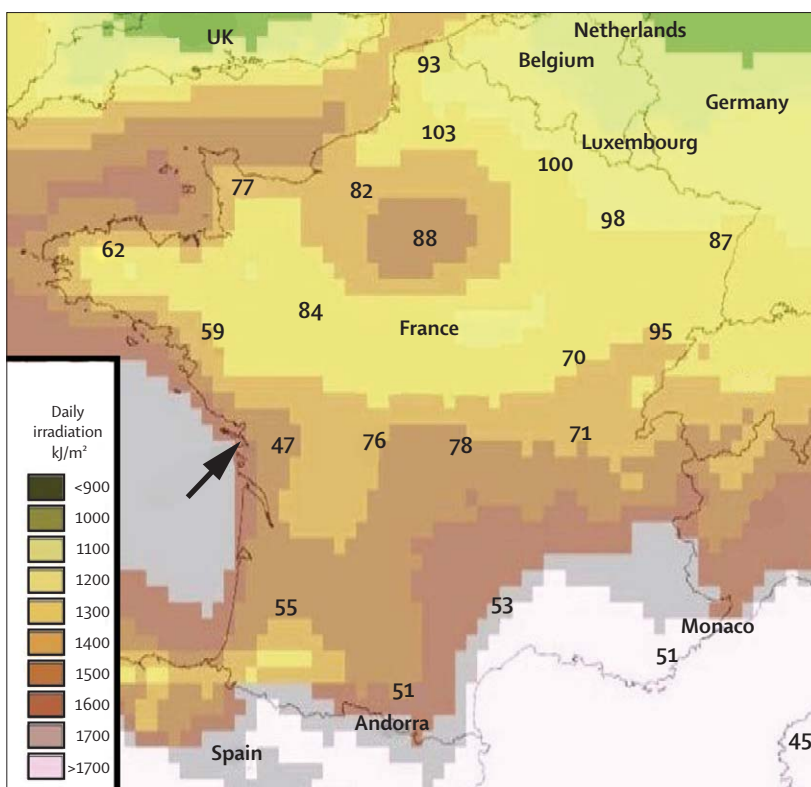 UK
Netherlands
Belgium
93
Germany
103
Luxembourg
100
77
82
98
88
87
62
84
59
France
95
70
47
76
78
71
55
53
Monaco
51
51
Andorra
Spain
45
Daily
irradiation
kJ/m²
<900
1000
1100
1200
1300
1400
1500
1600
1700
>1700